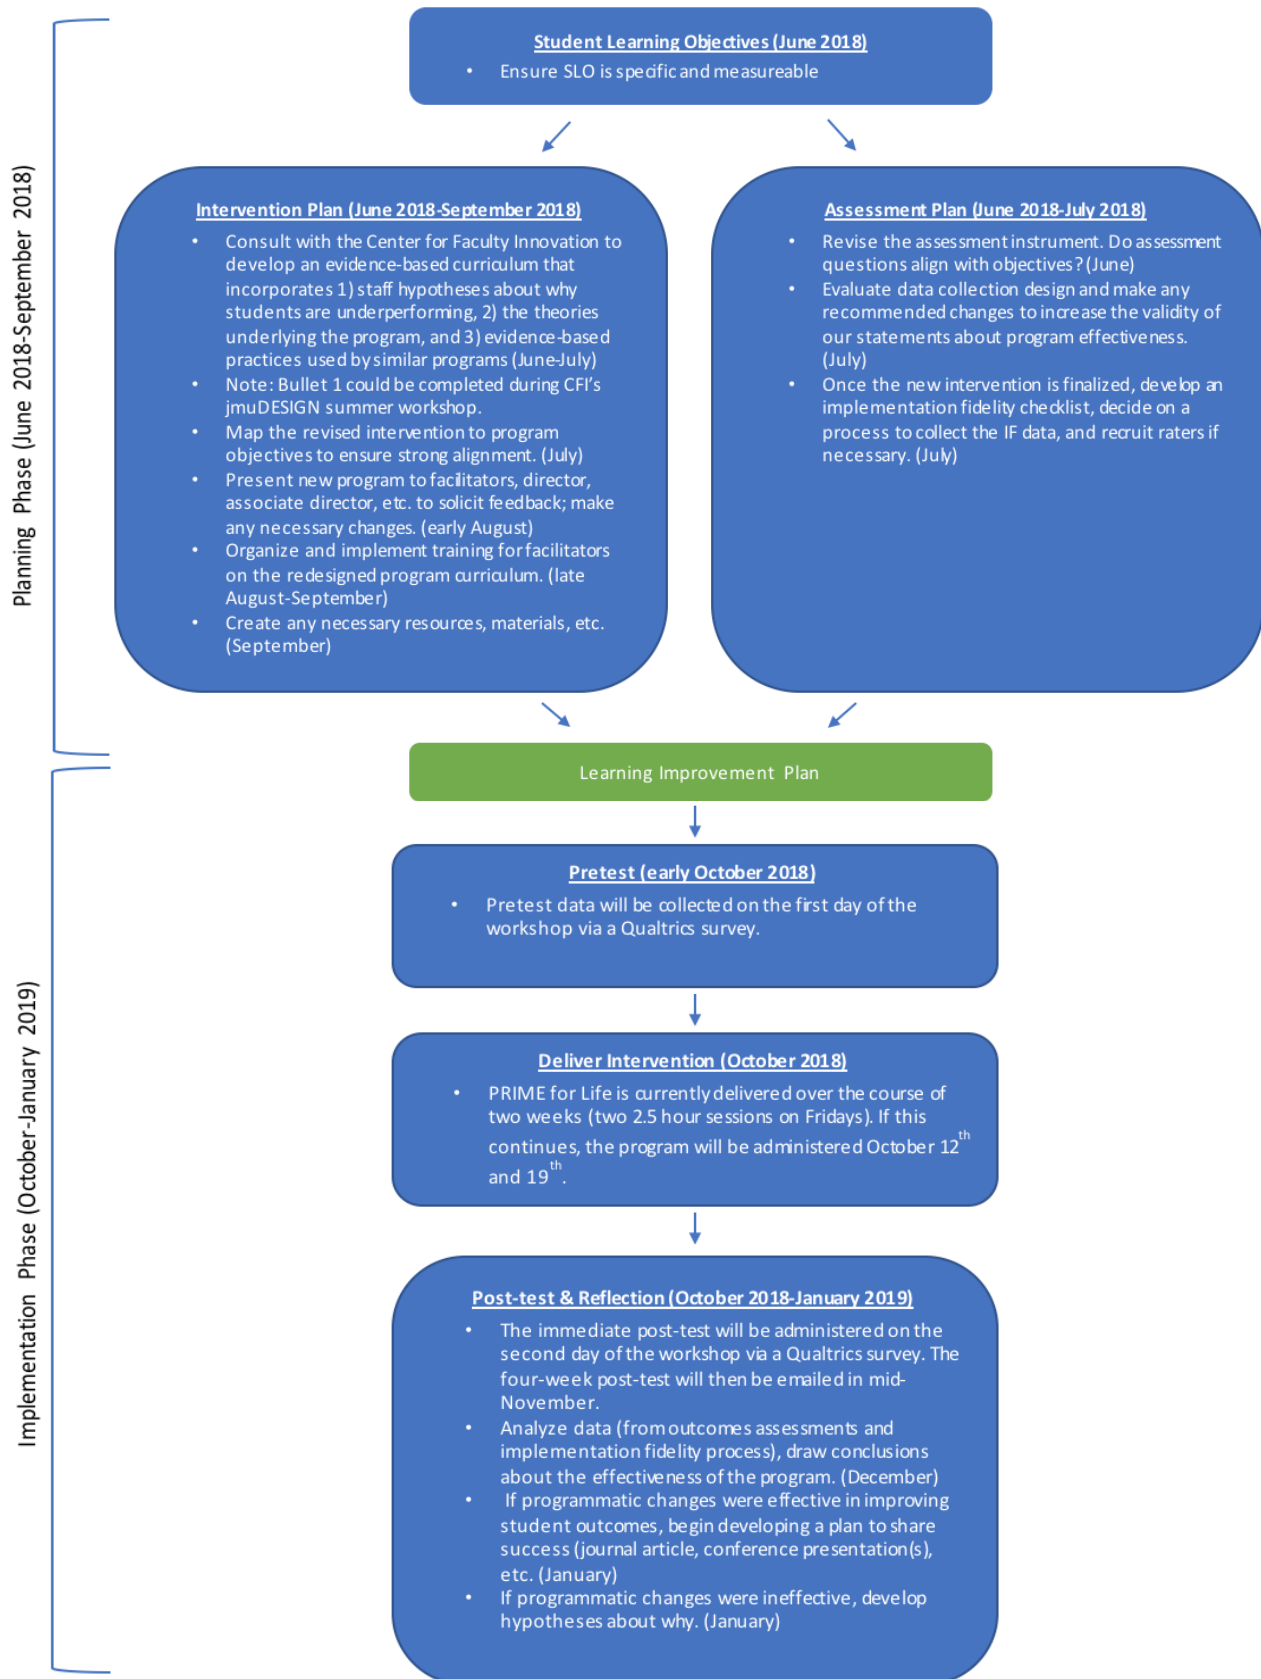 Planning Phase (June 2018-September 2018)
Student Learning Objectives (June 2018)
• Ensure SLO is specific and measureable
Intervention Plan (June 2018-September 2018)
• Consult with the Center for Faculty Innovation to
develop an evidence-based curriculum that
incorporates 1) staff hypotheses about why
students are underperforming, 2) the theories
underlying the program, and 3) evidence-based
practices used by similar programs (June-July)
• Note: Bullet 1 could be completed during CFI's
jmuDESIGN summer workshop.
• Map the revised intervention to program
objectives to ensure strong alignment. (July)
• Present new program to facilitators, director,
associate director, etc. to solicit feedback; make
any necessary changes. (early August)
• Organize and implement training for facilitators
on the redesigned program curriculum. (late
August-September)
• Create any necessary resources, materials, etc.
(September)
Assessment Plan (June 2018-July 2018)
• Revise the assessment instrument. Do assessment
questions align with objectives? (June)
• Evaluate data collection design and make any
recommended changes to increase the validity of
our statements about program effectiveness.
(July)
• Once the new intervention is finalized, develop an
implementation fidelity checklist, decide on a
process to collect the IF data, and recruit raters if
necessary. (July)
Learning Improvement Plan
Implementation Phase (October-January 2019)
Pretest (early October 2018)
• Pretest data will be collected on the first day of the
workshop via a Qualtrics survey.
Deliver Intervention (October 2018)
• PRIME for Life is currently delivered over the course of
two weeks (two 2.5 hour sessions on Fridays). If this
continues, the program will be administered October 12th
and 19th.
Post-test & Reflection (October 2018-January 2019)
• The immediate post-test will be administered on the
second day of the workshop via a Qualtrics survey. The
four-week post-test will then be emailed in mid-
November.
• Analyze data (from outcomes assessments and
implementation fidelity process), draw conclusions
about the effectiveness of the program. (December)
• If programmatic changes were effective in improving
student outcomes, begin developing a plan to share
success (journal article, conference presentation(s),
etc. (January)
• If programmatic changes were ineffective, develop
hypotheses about why. (January)